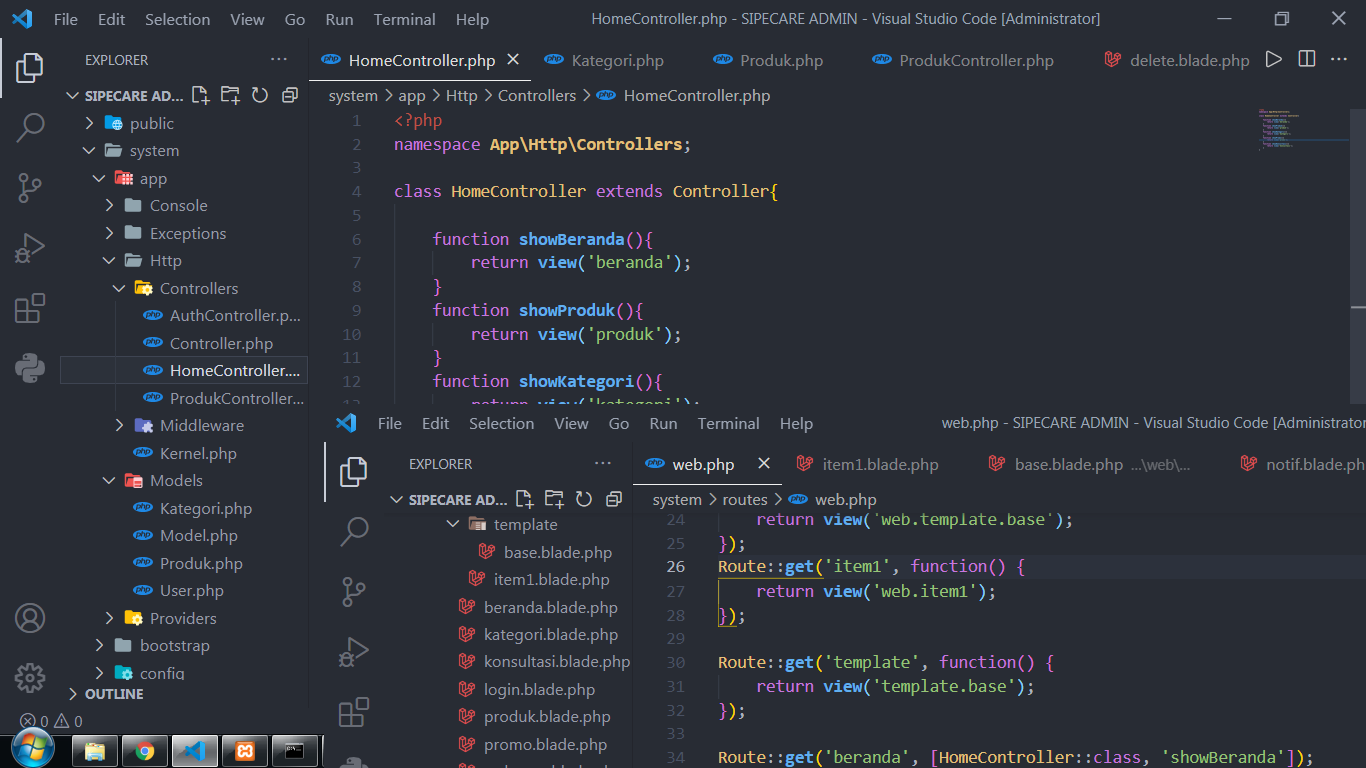 File Edit Selection View Go Run Terminal Help HomeController.php - SIPECARE ADMIN - Visual Studio Code [Administrator]
EXPLORER
HomeController.php Kategori.php Produk.php ProdukController.php delete.blade.php
SIPECARE AD...
system > app > Http > Controllers > HomeController.php
public
system
app
Console
Exceptions
Http
Controllers
AuthController.p...
Controller.php
HomeController....
ProdukController...
Middleware
Kernel.php
Models
Kategori.php
Model.php
Produk.php
User.php
Providers
bootstrap
config
OUTLINE
0 0
1 <?php
2 namespace App\Http\Controllers;
3
4 class HomeController extends Controller{
5
6 function showBeranda(){
7 return view('beranda');
8 }
9 function showProduk(){
10 return view('produk');
11 }
12 function showKategori(){
13 return view('kategori');
File Edit Selection View Go Run Terminal Help web.php - SIPECARE ADMIN - Visual Studio Code [Administrator
EXPLORER
web.php item1.blade.php base.blade.php ...\web\... notif.blade.ph
SIPECARE AD...
system > routes > web.php
template
base.blade.php
item1.blade.php
beranda.blade.php
kategori.blade.php
konsultasi.blade.php
login.blade.php
produk.blade.php
promo.blade.php
24 return view('web.template.base');
25 });
26 Route::get('item1', function() {
27 return view('web.item1');
28 });
29
30 Route::get('template', function() {
31 return view('template.base');
32 });
33
34 Route::get('beranda', [HomeController::class, 'showBeranda']);